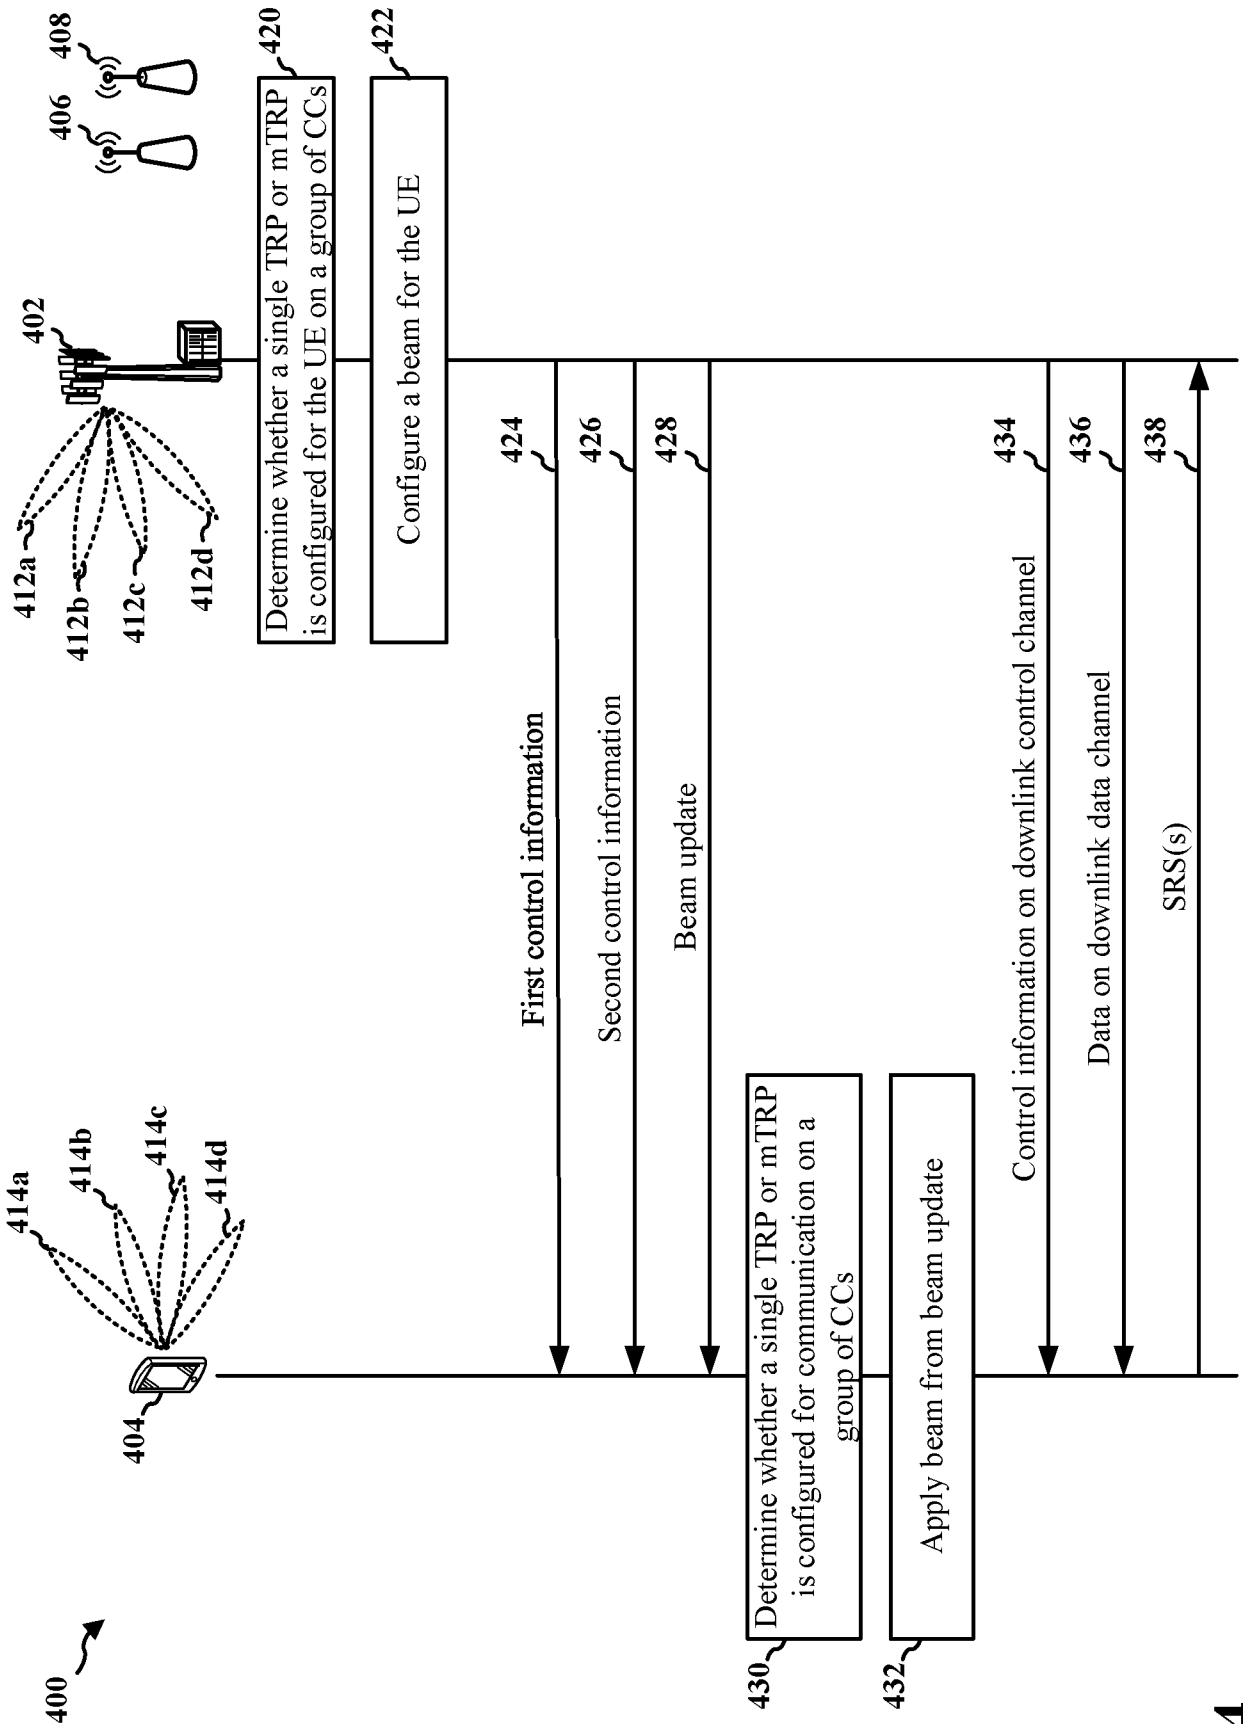 400
404
414a
414b
414c
414d
412a
412b
412c
412d
402
406
408
Determine whether a single TRP or mTRP
is configured for the UE on a group of CCs
420
Configure a beam for the UE
422
First control information
424
Second control information
426
Beam update
428
Determine whether a single TRP or mTRP
is configured for communication on a
group of CCs
430
Apply beam from beam update
432
Control information on downlink control channel
434
Data on downlink data channel
436
SRS(s)
438
4